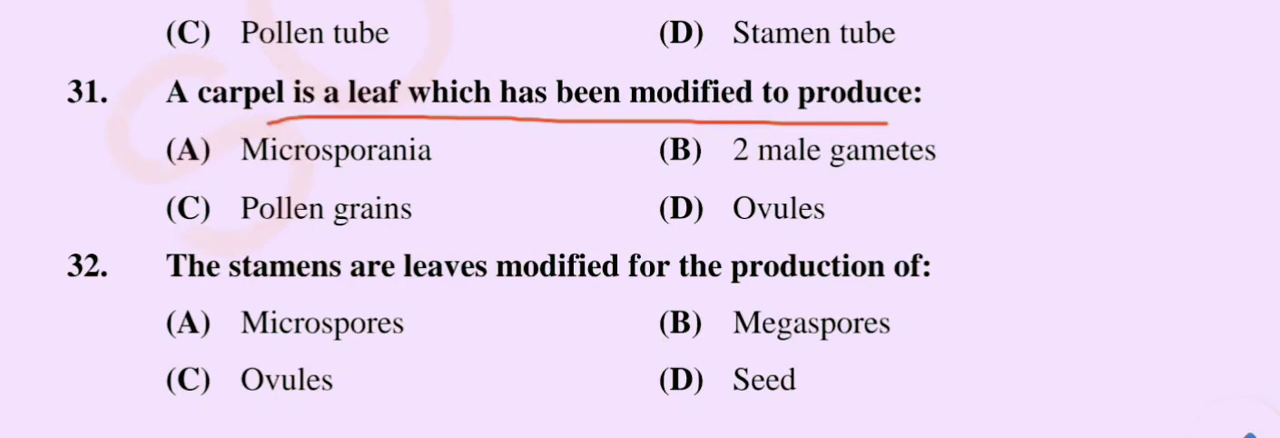 (C) Pollen tube (D) Stamen tube
31. A carpel is a leaf which has been modified to produce:
(A) Microsporania (B) 2 male gametes
(C) Pollen grains (D) Ovules
32. The stamens are leaves modified for the production of:
(A) Microspores (B) Megaspores
(C) Ovules (D) Seed